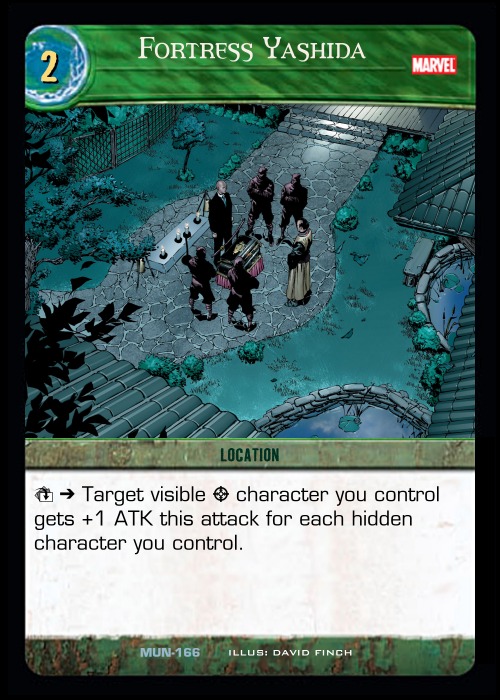 2
Fortress Yashida
MARVEL
LOCATION
➔ Target visible character you control
gets +1 ATK this attack for each hidden
character you control.
MUN-166 ILLUS: DAVID FINCH